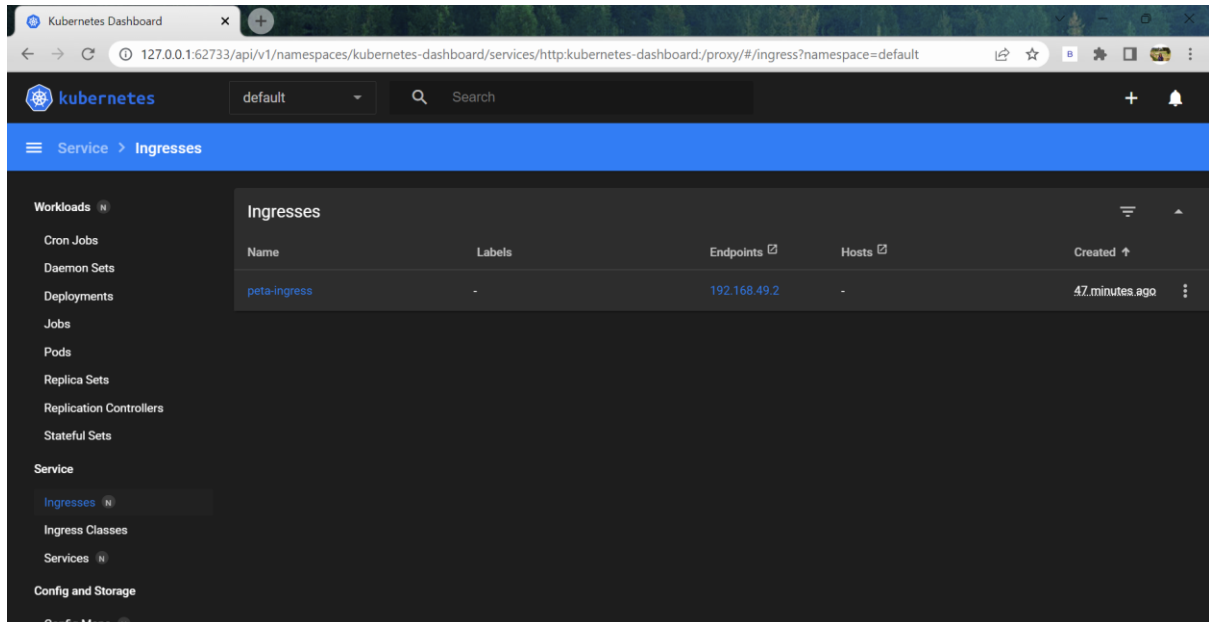 Kubernetes Dashboard
127.0.0.1:62733/api/v1/namespaces/kubernetes-dashboard/services/http:kubernetes-dashboard:/proxy/#/ingress?namespace=default
B
kubernetes default Search
Service > Ingresses
Workloads N
Cron Jobs
Daemon Sets
Deployments
Jobs
Pods
Replica Sets
Replication Controllers
Stateful Sets
Service
Ingresses N
Ingress Classes
Services N
Config and Storage
Ingresses
Name Labels Endpoints Hosts Created
peta-ingress - 192.168.49.2 - 47 minutes ago